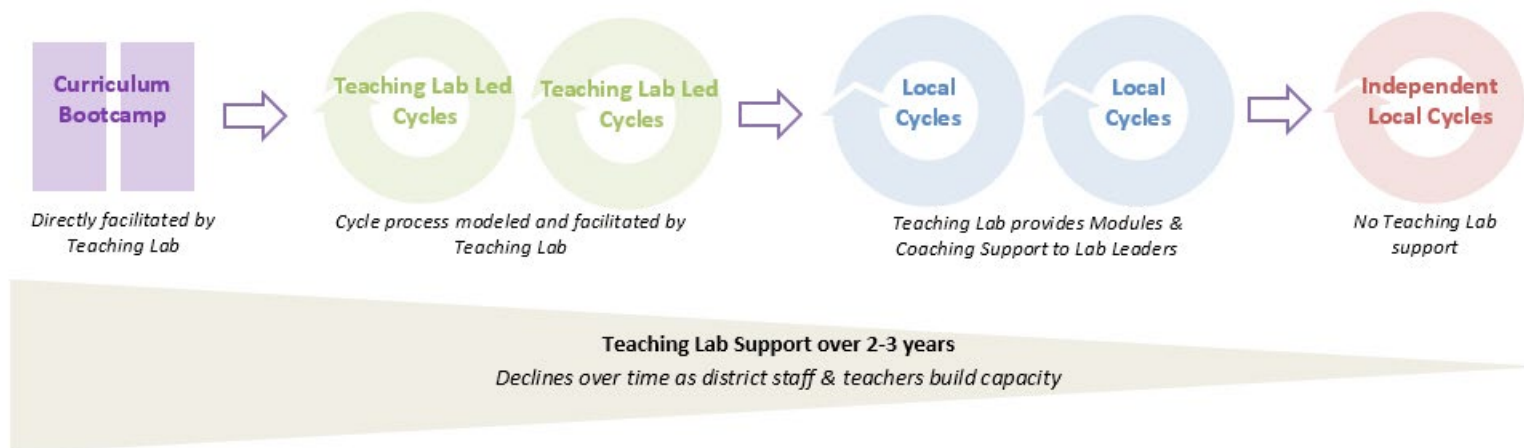 Curriculum
Bootcamp
Teaching Lab Led
Cycles
Teaching Lab Led
Cycles
Local
Cycles
Local
Cycles
Independent
Local Cycles
Directly facilitated by
Teaching Lab
Cycle process modeled and facilitated by
Teaching Lab
Teaching Lab provides Modules &
Coaching Support to Lab Leaders
No Teaching Lab
support
Teaching Lab Support over 2-3 years
Declines over time as district staff & teachers build capacity